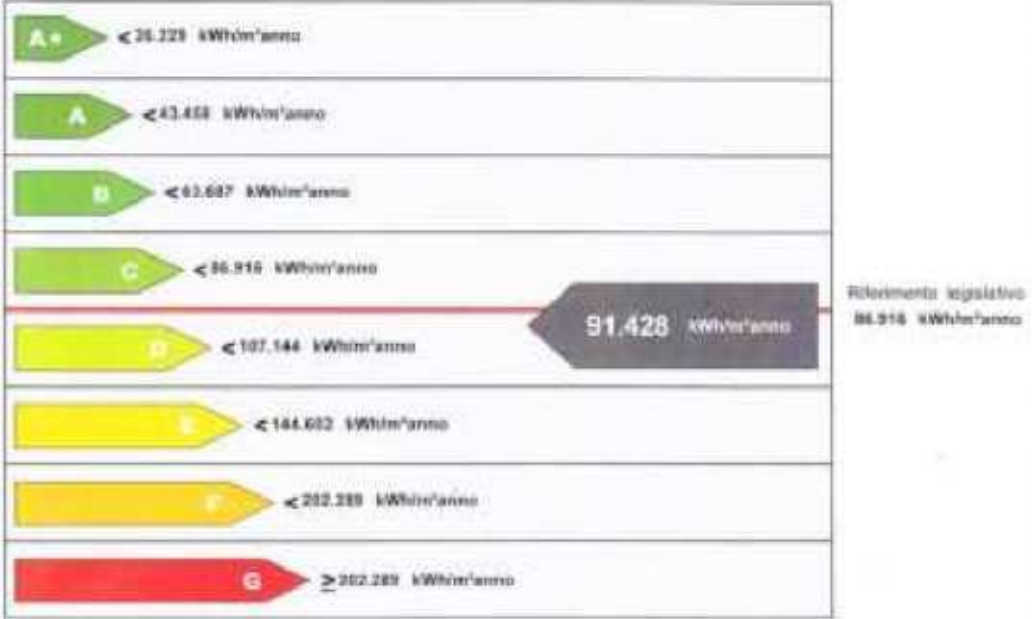 A+ < 26.229 kWh/m²anno
A < 43.458 kWh/m²anno
B < 63.687 kWh/m²anno
C < 86.916 kWh/m²anno
Riferimento legislativo
91.428 kWh/m²anno
86.916 kWh/m²anno
D < 107.144 kWh/m²anno
E < 144.602 kWh/m²anno
F < 202.289 kWh/m²anno
G ≥ 202.289 kWh/m²anno